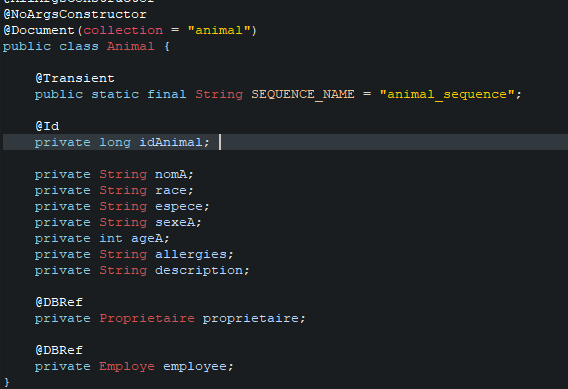 @NoArgsConstructor
@Document(collection = "animal")
public class Animal {
@Transient
public static final String SEQUENCE_NAME = "animal_sequence";
@Id
private long idAnimal;
private String nomA;
private String race;
private String espece;
private String sexeA;
private int ageA;
private String allergies;
private String description;
@DBRef
private Proprietaire proprietaire;
@DBRef
private Employe employee;
}